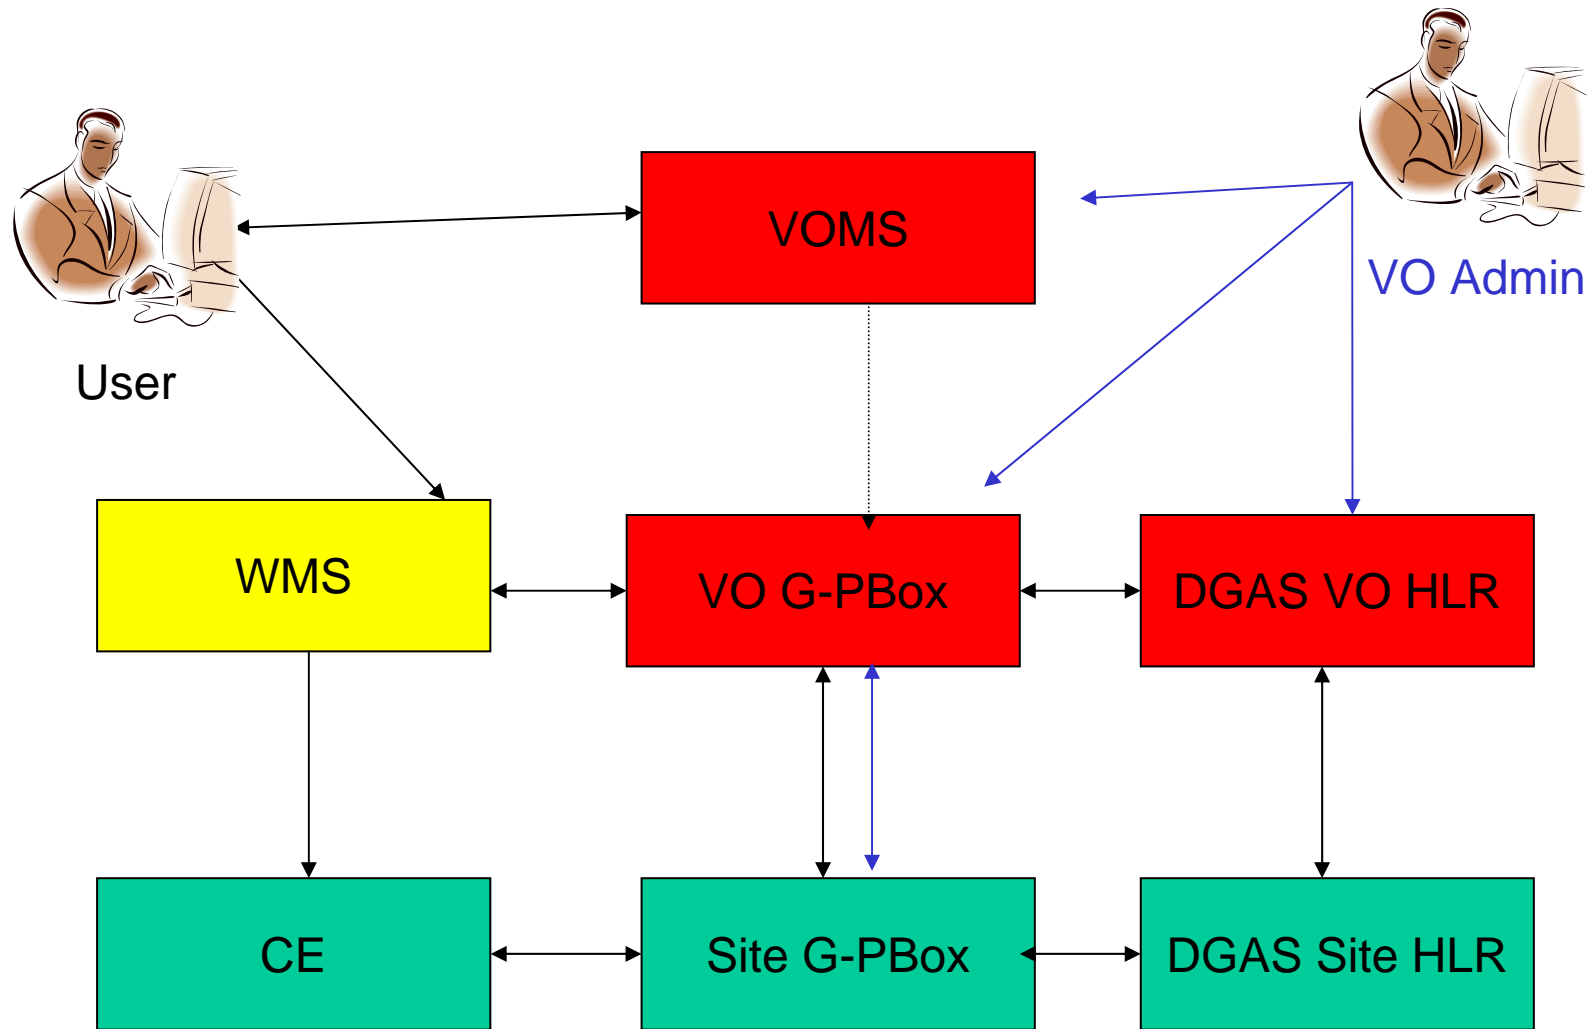 VOMS
VO Admin
User
WMS
VO G-PBox
DGAS VO HLR
CE
Site G-PBox
DGAS Site HLR